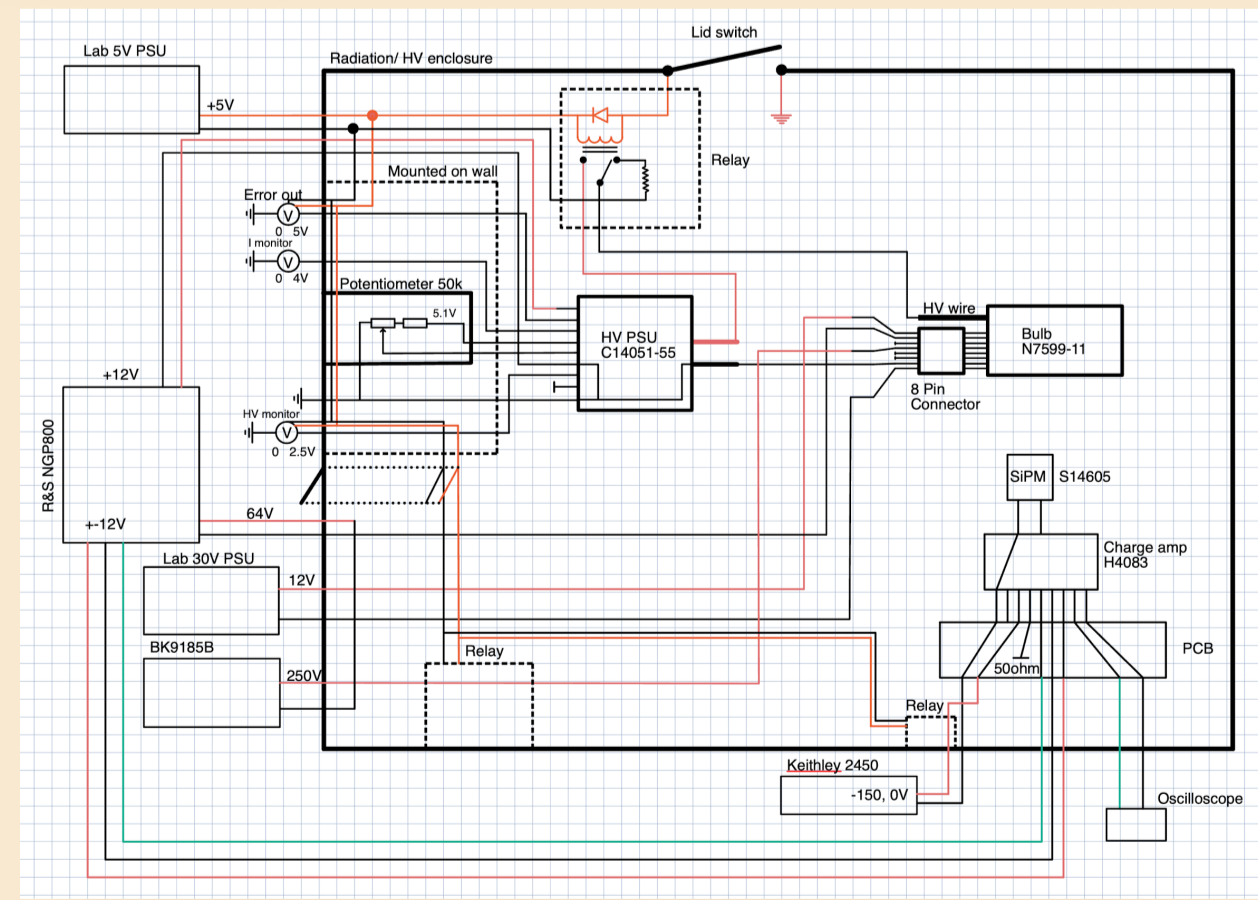 Lid switch
Lab 5V PSU
Radiation/ HV enclosure
+5V
Relay
Mounted on wall
Error out
V
0 5V
I monitor
V
0 4V
Potentiometer 50k
5.1V
HV PSU
C14051-55
HV wire
Bulb
N7599-11
8 Pin
Connector
+12V
HV monitor
V
0 2.5V
R&S NGP800
+-12V
64V
SiPM
S14605
Charge amp
H4083
Lab 30V PSU
12V
BK9185B
250V
Relay
50ohm
PCB
Relay
Keithley 2450
-150, 0V
Oscilloscope